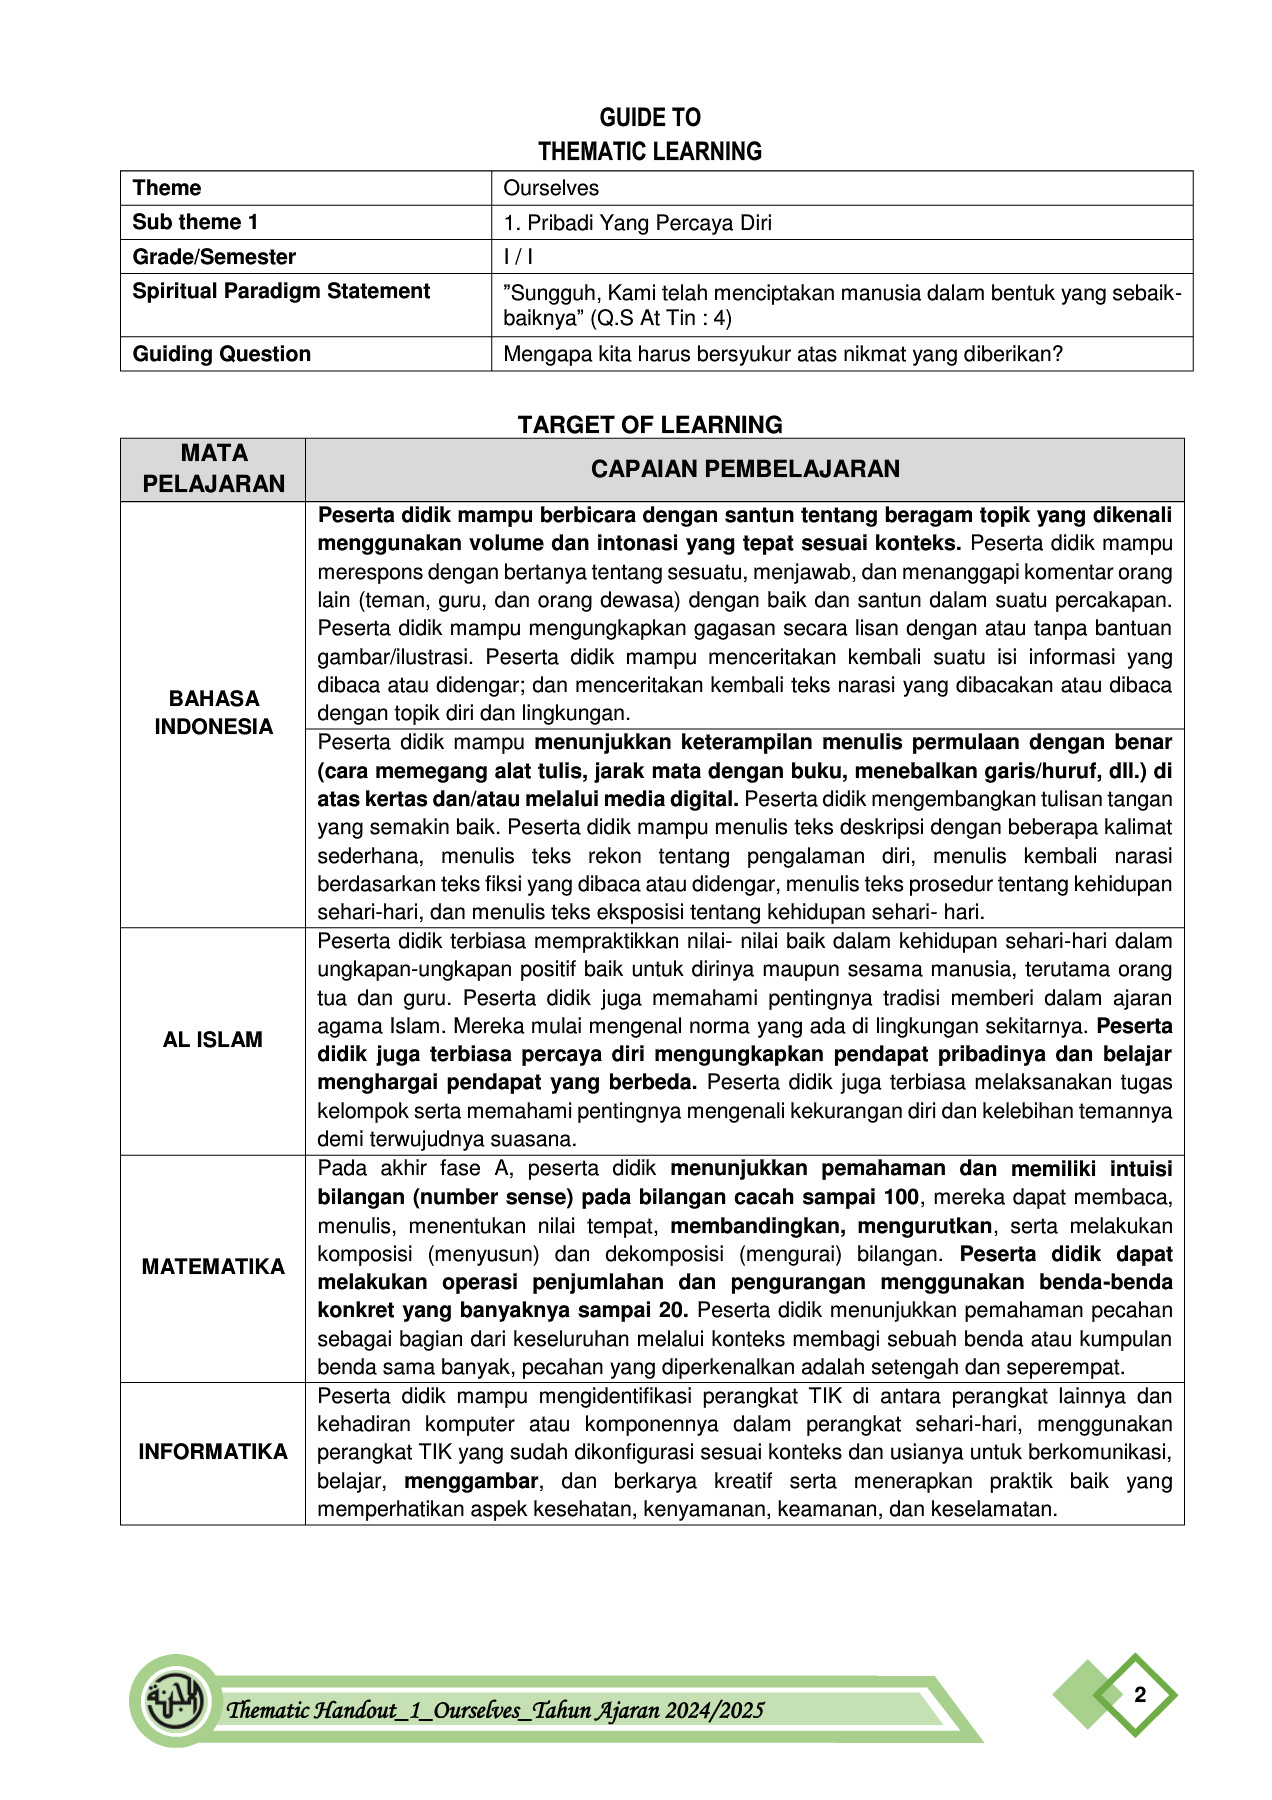 GUIDE TO
THEMATIC LEARNING
Theme
Ourselves
Sub theme 1
1. Pribadi Yang Percaya Diri
Grade/Semester
I / I
Spiritual Paradigm Statement
”Sungguh, Kami telah menciptakan manusia dalam bentuk yang sebaik-
baiknya” (Q.S At Tin : 4)
Guiding Question
Mengapa kita harus bersyukur atas nikmat yang diberikan?
TARGET OF LEARNING
MATA
PELAJARAN
CAPAIAN PEMBELAJARAN
BAHASA
INDONESIA
Peserta didik mampu berbicara dengan santun tentang beragam topik yang dikenali
menggunakan volume dan intonasi yang tepat sesuai konteks. Peserta didik mampu
merespons dengan bertanya tentang sesuatu, menjawab, dan menanggapi komentar orang
lain (teman, guru, dan orang dewasa) dengan baik dan santun dalam suatu percakapan.
Peserta didik mampu mengungkapkan gagasan secara lisan dengan atau tanpa bantuan
gambar/ilustrasi. Peserta didik mampu menceritakan kembali suatu isi informasi yang
dibaca atau didengar; dan menceritakan kembali teks narasi yang dibacakan atau dibaca
dengan topik diri dan lingkungan.
Peserta didik mampu menunjukkan keterampilan menulis permulaan dengan benar
(cara memegang alat tulis, jarak mata dengan buku, menebalkan garis/huruf, dll.) di
atas kertas dan/atau melalui media digital. Peserta didik mengembangkan tulisan tangan
yang semakin baik. Peserta didik mampu menulis teks deskripsi dengan beberapa kalimat
sederhana, menulis teks rekon tentang pengalaman diri, menulis kembali narasi
berdasarkan teks fiksi yang dibaca atau didengar, menulis teks prosedur tentang kehidupan
sehari-hari, dan menulis teks eksposisi tentang kehidupan sehari- hari.
AL ISLAM
Peserta didik terbiasa mempraktikkan nilai- nilai baik dalam kehidupan sehari-hari dalam
ungkapan-ungkapan positif baik untuk dirinya maupun sesama manusia, terutama orang
tua dan guru. Peserta didik juga memahami pentingnya tradisi memberi dalam ajaran
agama Islam. Mereka mulai mengenal norma yang ada di lingkungan sekitarnya. Peserta
didik juga terbiasa percaya diri mengungkapkan pendapat pribadinya dan belajar
menghargai pendapat yang berbeda. Peserta didik juga terbiasa melaksanakan tugas
kelompok serta memahami pentingnya mengenali kekurangan diri dan kelebihan temannya
demi terwujudnya suasana.
MATEMATIKA
Pada akhir fase A, peserta didik menunjukkan pemahaman dan memiliki intuisi
bilangan (number sense) pada bilangan cacah sampai 100, mereka dapat membaca,
menulis, menentukan nilai tempat, membandingkan, mengurutkan, serta melakukan
komposisi (menyusun) dan dekomposisi (mengurai) bilangan. Peserta didik dapat
melakukan operasi penjumlahan dan pengurangan menggunakan benda-benda
konkret yang banyaknya sampai 20. Peserta didik menunjukkan pemahaman pecahan
sebagai bagian dari keseluruhan melalui konteks membagi sebuah benda atau kumpulan
benda sama banyak, pecahan yang diperkenalkan adalah setengah dan seperempat.
INFORMATIKA
Peserta didik mampu mengidentifikasi perangkat TIK di antara perangkat lainnya dan
kehadiran komputer atau komponennya dalam perangkat sehari-hari, menggunakan
perangkat TIK yang sudah dikonfigurasi sesuai konteks dan usianya untuk berkomunikasi,
belajar, menggambar, dan berkarya kreatif serta menerapkan praktik baik yang
memperhatikan aspek kesehatan, kenyamanan, keamanan, dan keselamatan.
Thematic Handout_1_Ourselves_Tahun Ajaran 2024/2025
2